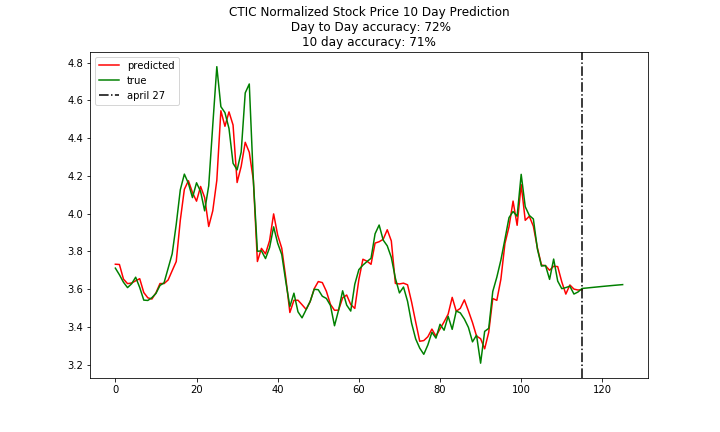 CTIC Normalized Stock Price 10 Day Prediction
Day to Day accuracy: 72%
10 day accuracy: 71%
predicted
true
april 27
4.8
4.6
4.4
4.2
4.0
3.8
3.6
3.4
3.2
0 20 40 60 80 100 120